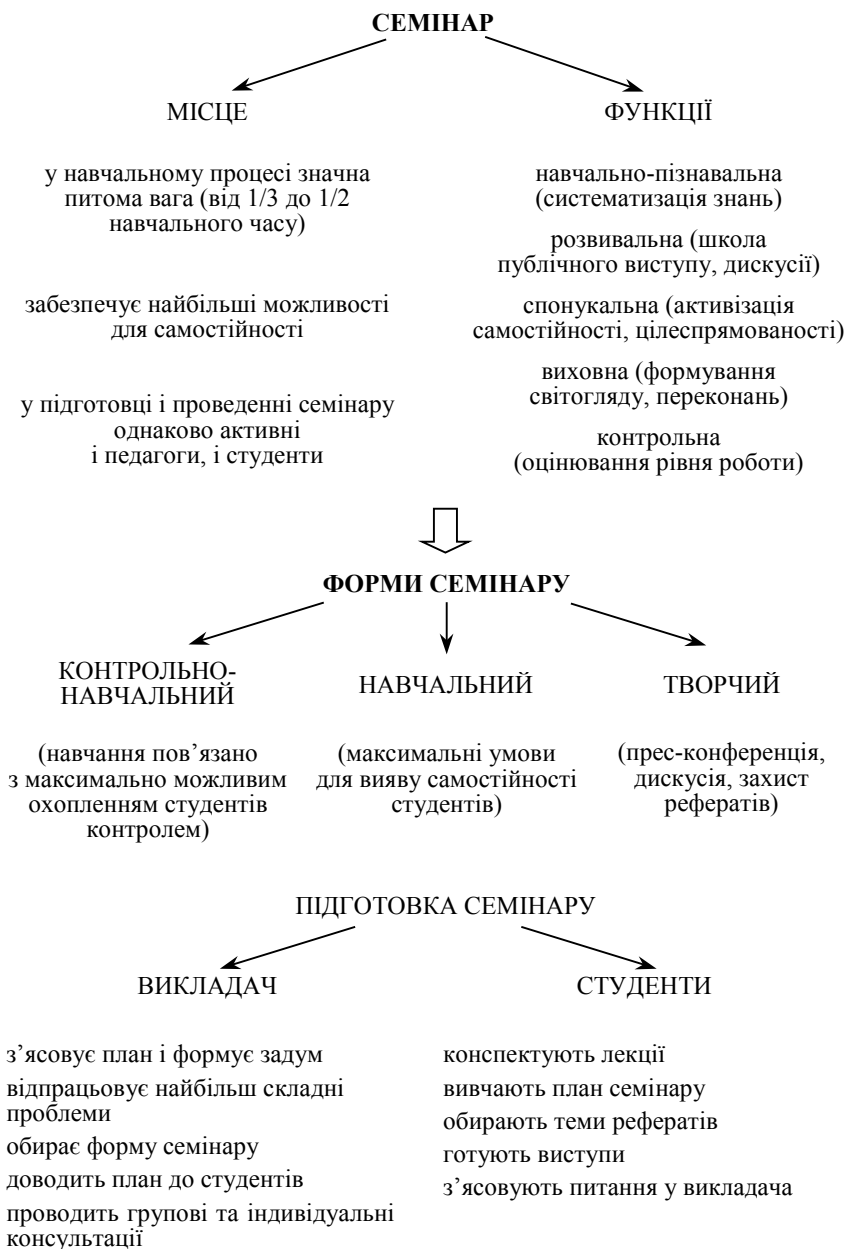 СЕМІНАР
МІСЦЕ
у навчальному процесі значна
питома вага (від 1/3 до 1/2
навчального часу)
забезпечує найбільші можливості
для самостійності
у підготовці і проведенні семінару
однаково активні
і педагоги, і студенти
ФУНКЦІЇ
навчально-пізнавальна
(систематизація знань)
розвивальна (школа
публічного виступу, дискусії)
спонукальна (активізація
самостійності, цілеспрямованості)
виховна (формування
світогляду, переконань)
контрольна
(оцінювання рівня роботи)
ФОРМИ СЕМІНАРУ
КОНТРОЛЬНО-
НАВЧАЛЬНИЙ
(навчання пов’язано
з максимально можливим
охопленням студентів
контролем)
НАВЧАЛЬНИЙ
(максимальні умови
для вияву самостійності
студентів)
ТВОРЧИЙ
(прес-конференція,
дискусія, захист
рефератів)
ПІДГОТОВКА СЕМІНАРУ
ВИКЛАДАЧ
з’ясовує план і формує задум
відпрацьовує найбільш складні
проблеми
обирає форму семінару
доводить план до студентів
проводить групові та індивідуальні
консультації
СТУДЕНТИ
конспектують лекції
вивчають план семінару
обирають теми рефератів
готують виступи
з’ясовують питання у викладача